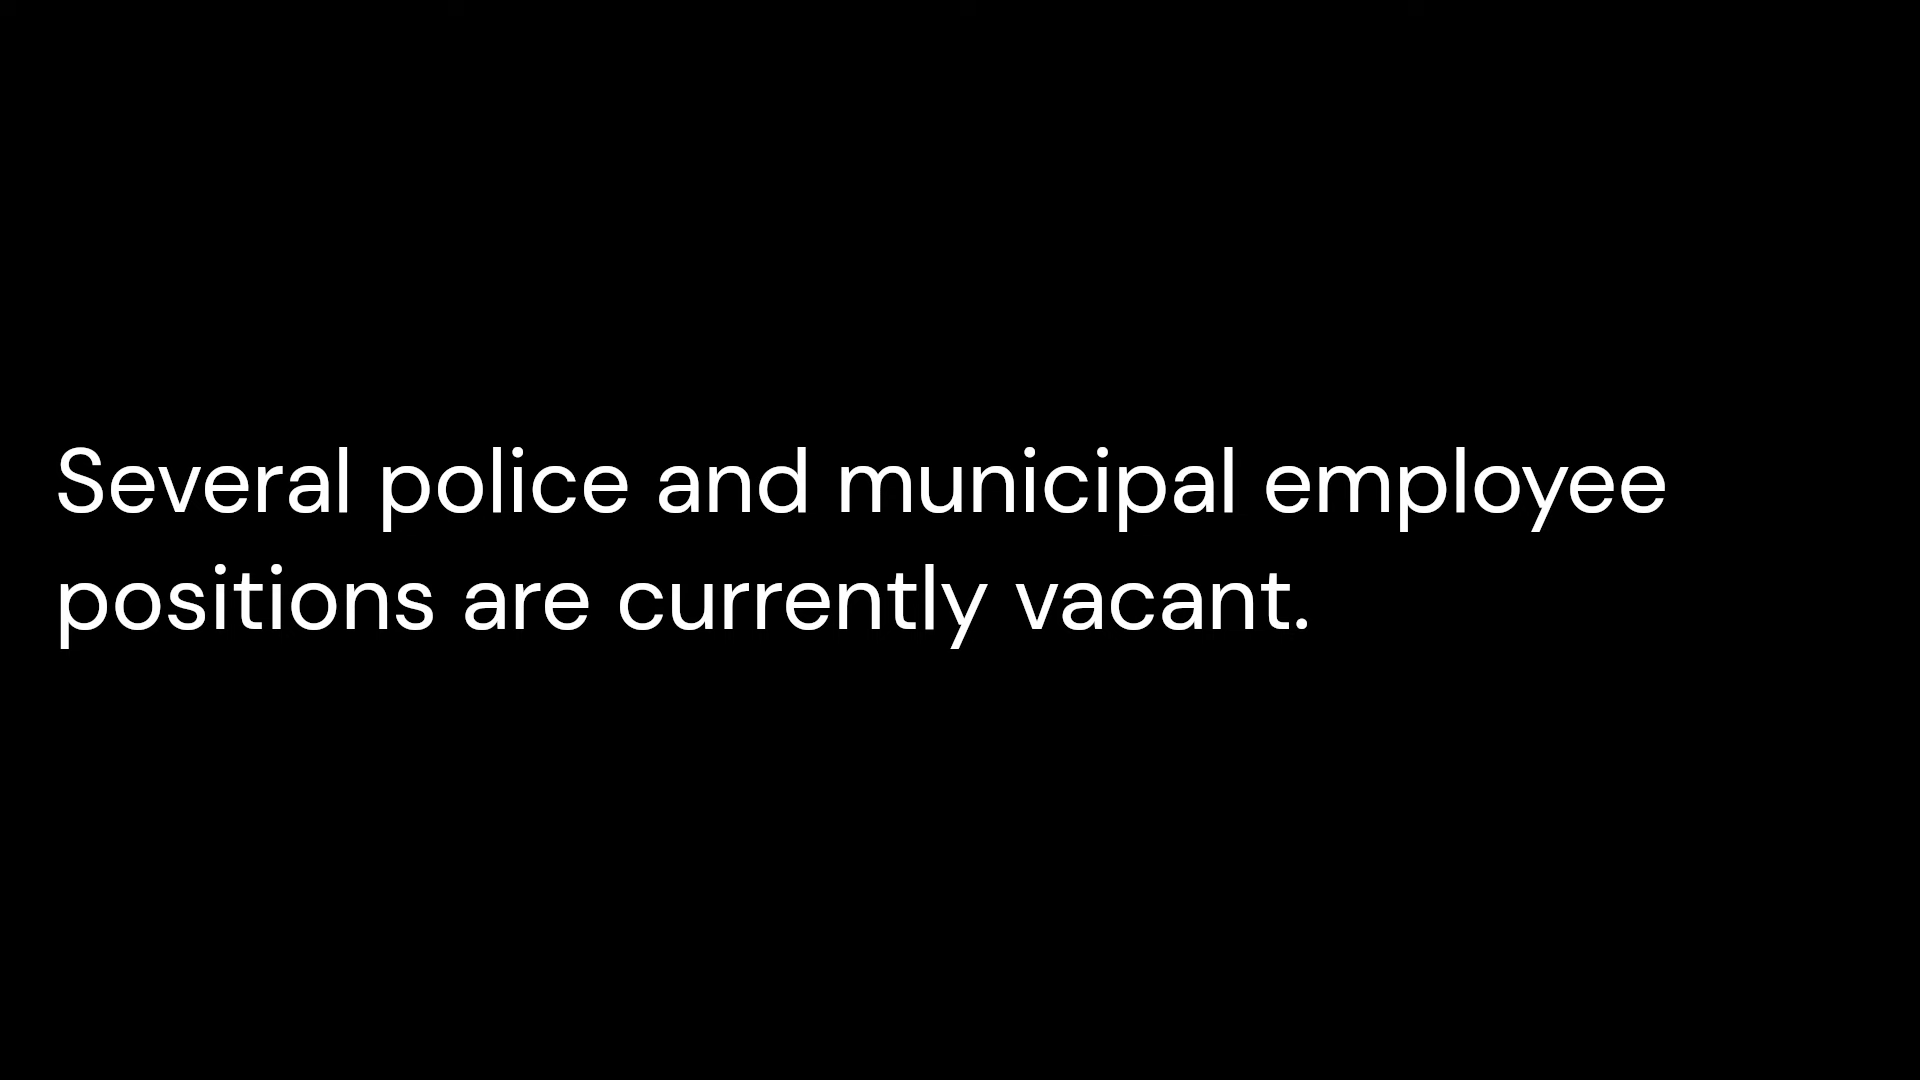 Several police and municipal employee
positions are currently vacant.